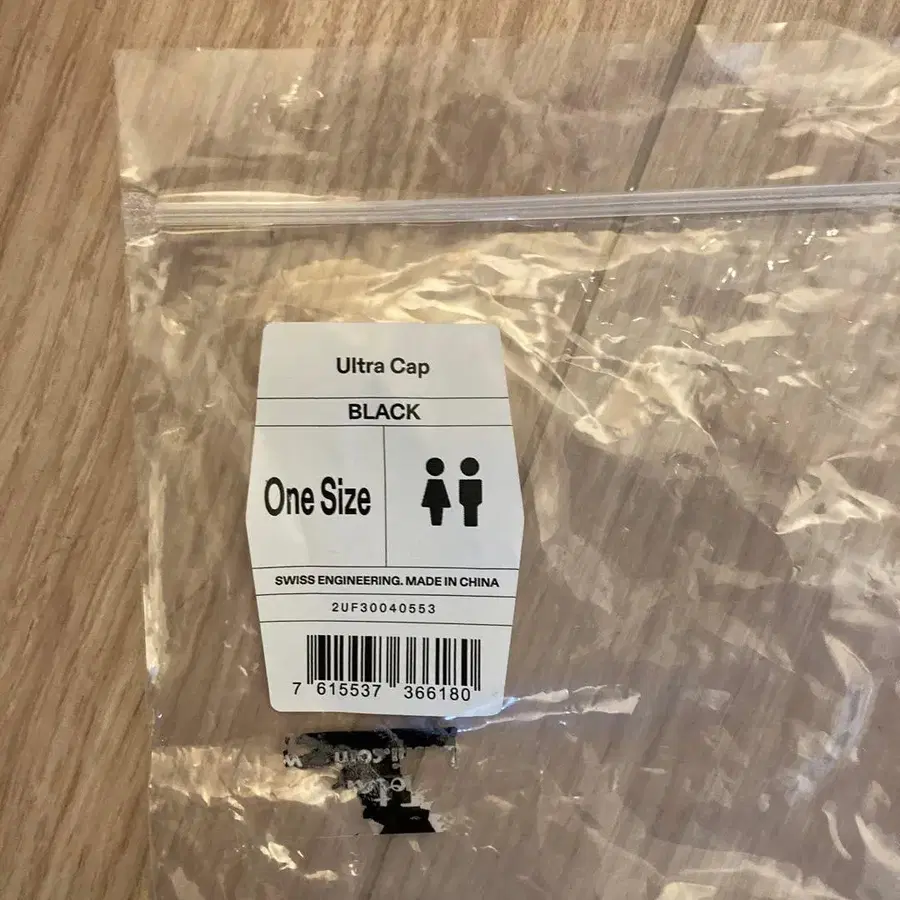 Ultra Cap
BLACK
One Size
SWISS ENGINEERING. MADE IN CHINA
2UF30040553
7 615537 366180